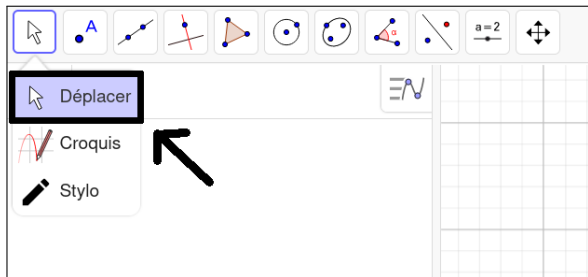 A
α
a=2
Déplacer
Croquis
Stylo